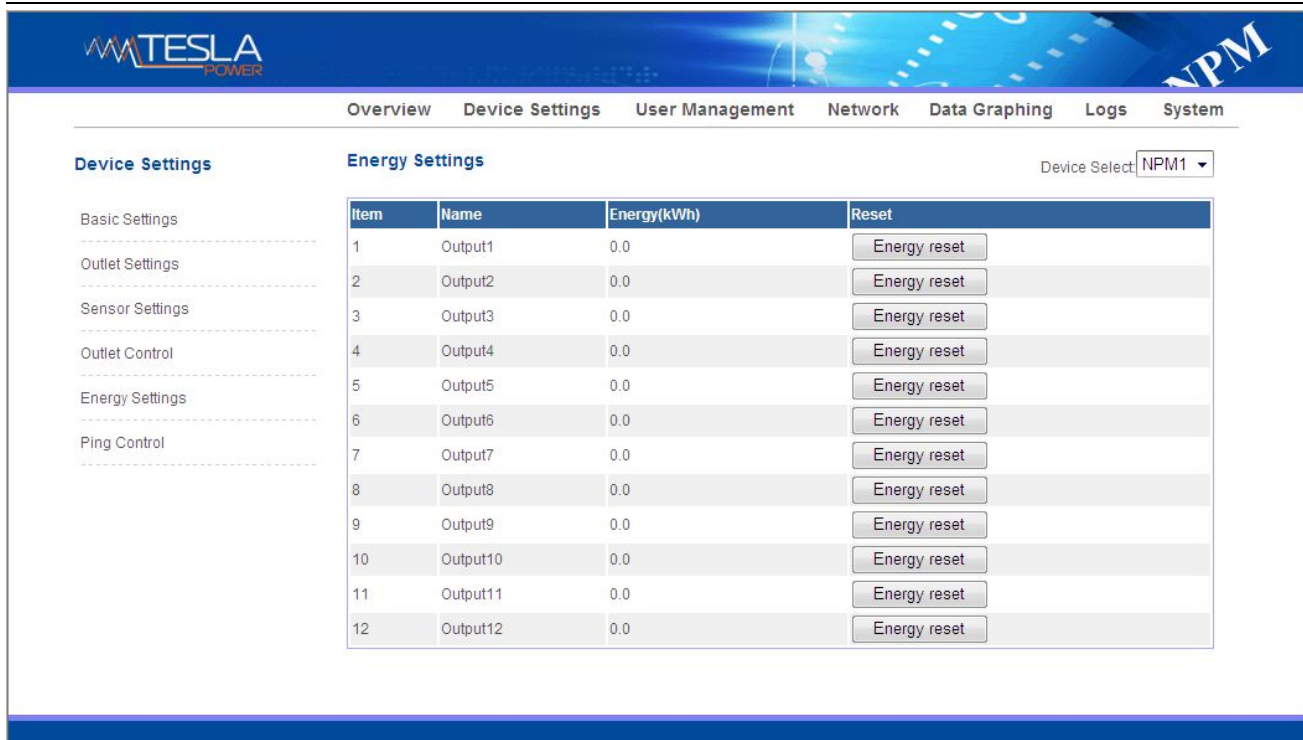 TESLA
POWER
NPM
Overview Device Settings User Management Network Data Graphing Logs System
Device Settings
Basic Settings
Outlet Settings
Sensor Settings
Outlet Control
Energy Settings
Ping Control
Energy Settings
Device Select: NPM1
Item Name Energy(kWh) Reset
1 Output1 0.0 Energy reset
2 Output2 0.0 Energy reset
3 Output3 0.0 Energy reset
4 Output4 0.0 Energy reset
5 Output5 0.0 Energy reset
6 Output6 0.0 Energy reset
7 Output7 0.0 Energy reset
8 Output8 0.0 Energy reset
9 Output9 0.0 Energy reset
10 Output10 0.0 Energy reset
11 Output11 0.0 Energy reset
12 Output12 0.0 Energy reset